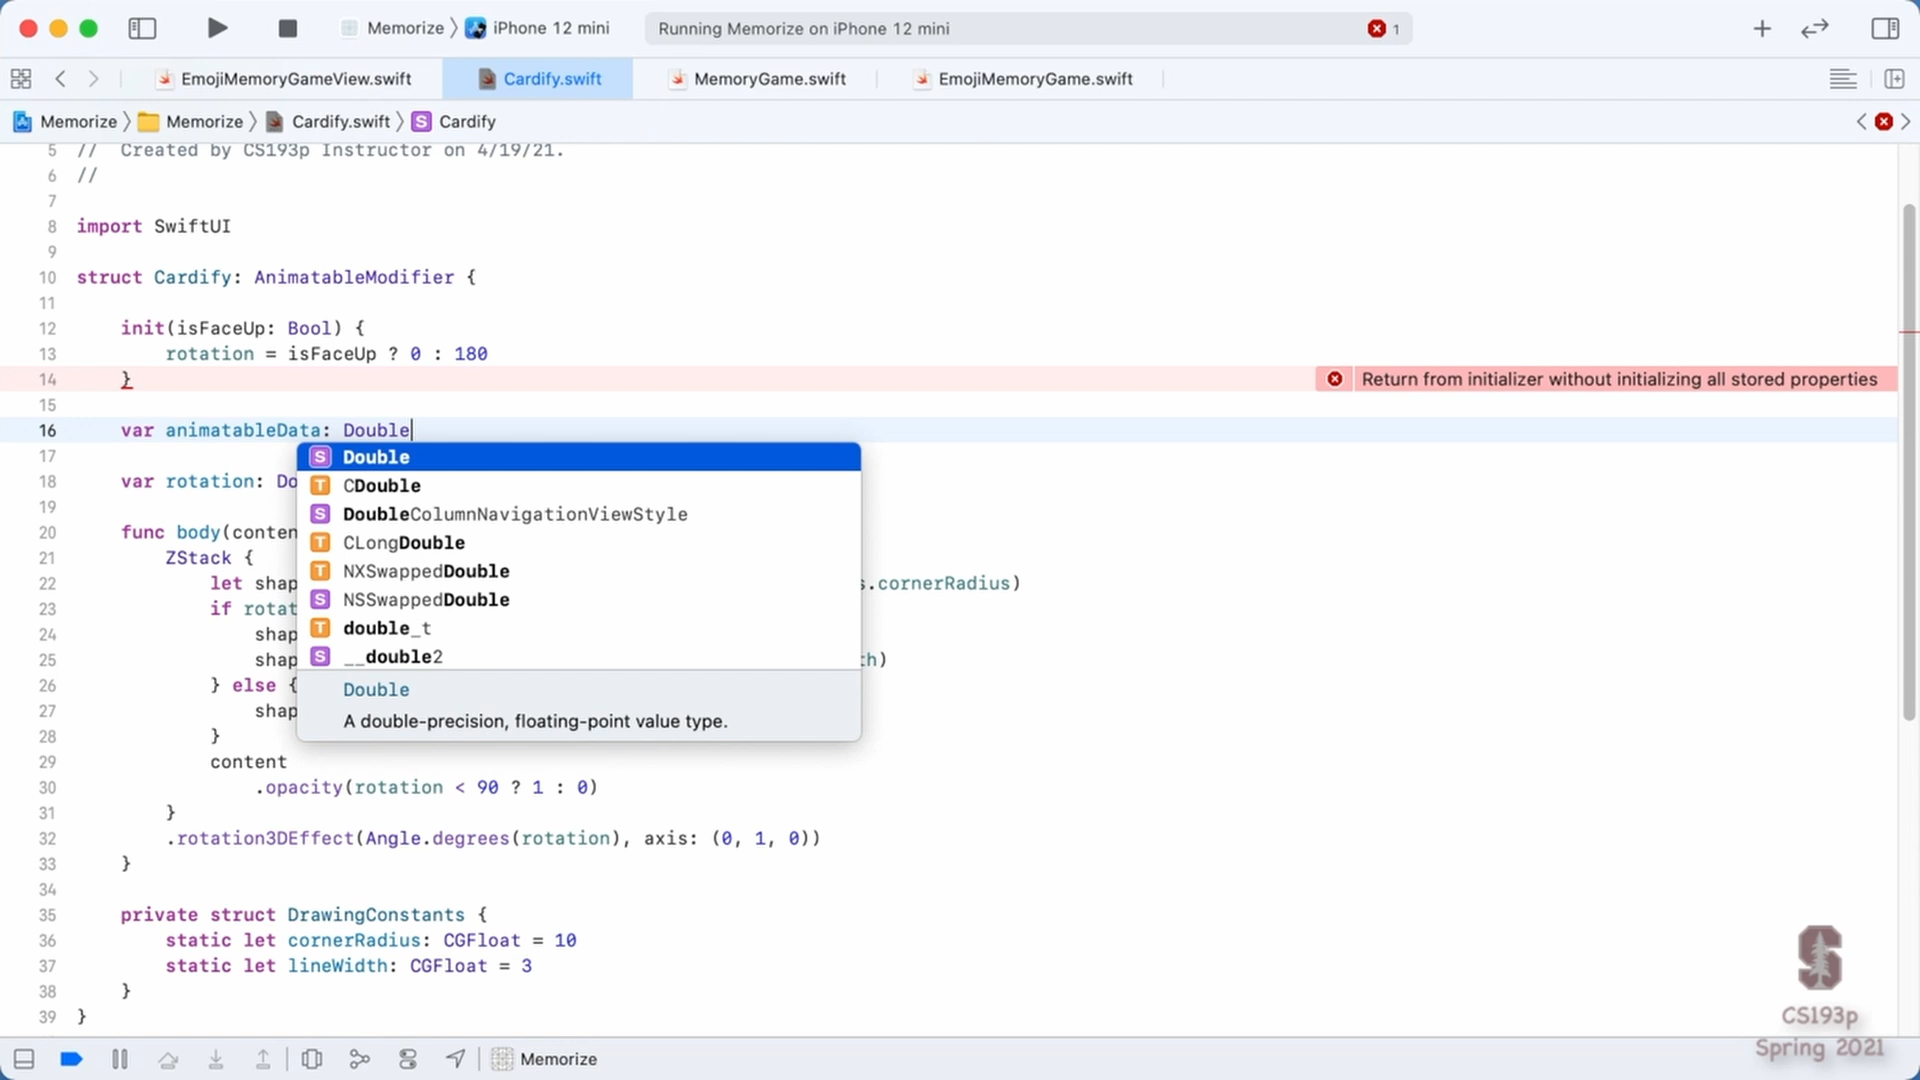 Memorize 〉 iPhone 12 mini
Running Memorize on iPhone 12 mini
1
EmojiMemoryGameView.swift
Cardify.swift
MemoryGame.swift
EmojiMemoryGame.swift
Memorize 〉 Memorize 〉 Cardify.swift 〉 S Cardify
5 //  Created by CS193p Instructor on 4/19/21.
6 //
7
8 import SwiftUI
9
10 struct Cardify: AnimatableModifier {
11
12 init(isFaceUp: Bool) {
13 rotation = isFaceUp ? 0 : 180
14 }
Return from initializer without initializing all stored properties
15
16 var animatableData: Double
17
S Double
18 var rotation: Do
T CDouble
19
S DoubleColumnNavigationViewStyle
20 func body(conten
T CLongDouble
21 ZStack {
T NXSwappedDouble
22 let shap
s.cornerRadius)
S NSSwappedDouble
23 if rotat
T double_t
24 shap
S __double2
25 shap
th)
26 } else {
Double
27 shap
A double-precision, floating-point value type.
28 }
29 content
30 .opacity(rotation < 90 ? 1 : 0)
31 }
32 .rotation3DEffect(Angle.degrees(rotation), axis: (0, 1, 0))
33 }
34
35 private struct DrawingConstants {
36 static let cornerRadius: CGFloat = 10
37 static let lineWidth: CGFloat = 3
38 }
39 }
S
CS193p
Spring 2021
Memorize